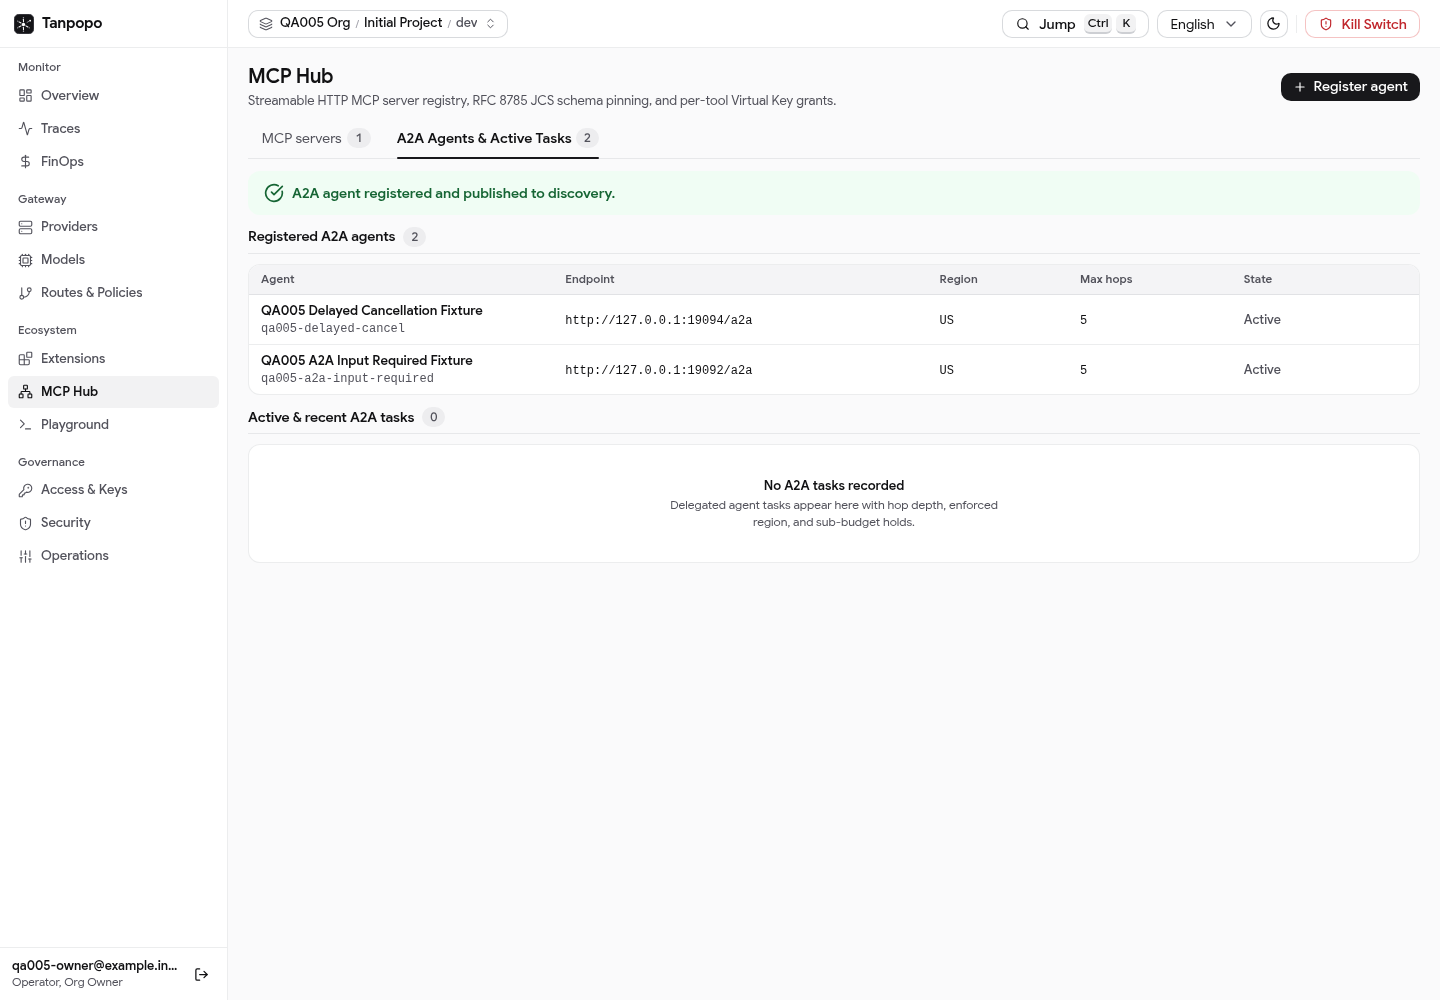 Tanpopo
QA005 Org / Initial Project / dev
Jump Ctrl K
English
Kill Switch
Monitor
Overview
Traces
FinOps
Gateway
Providers
Models
Routes & Policies
Ecosystem
Extensions
MCP Hub
Playground
Governance
Access & Keys
Security
Operations
qa005-owner@example.in...
Operator, Org Owner
MCP Hub
Streamable HTTP MCP server registry, RFC 8785 JCS schema pinning, and per-tool Virtual Key grants.
Register agent
MCP servers 1
A2A Agents & Active Tasks 2
A2A agent registered and published to discovery.
Registered A2A agents 2
Agent Endpoint Region Max hops State
QA005 Delayed Cancellation Fixture
qa005-delayed-cancel
http://127.0.0.1:19094/a2a US 5 Active
QA005 A2A Input Required Fixture
qa005-a2a-input-required
http://127.0.0.1:19092/a2a US 5 Active
Active & recent A2A tasks 0
No A2A tasks recorded
Delegated agent tasks appear here with hop depth, enforced
region, and sub-budget holds.